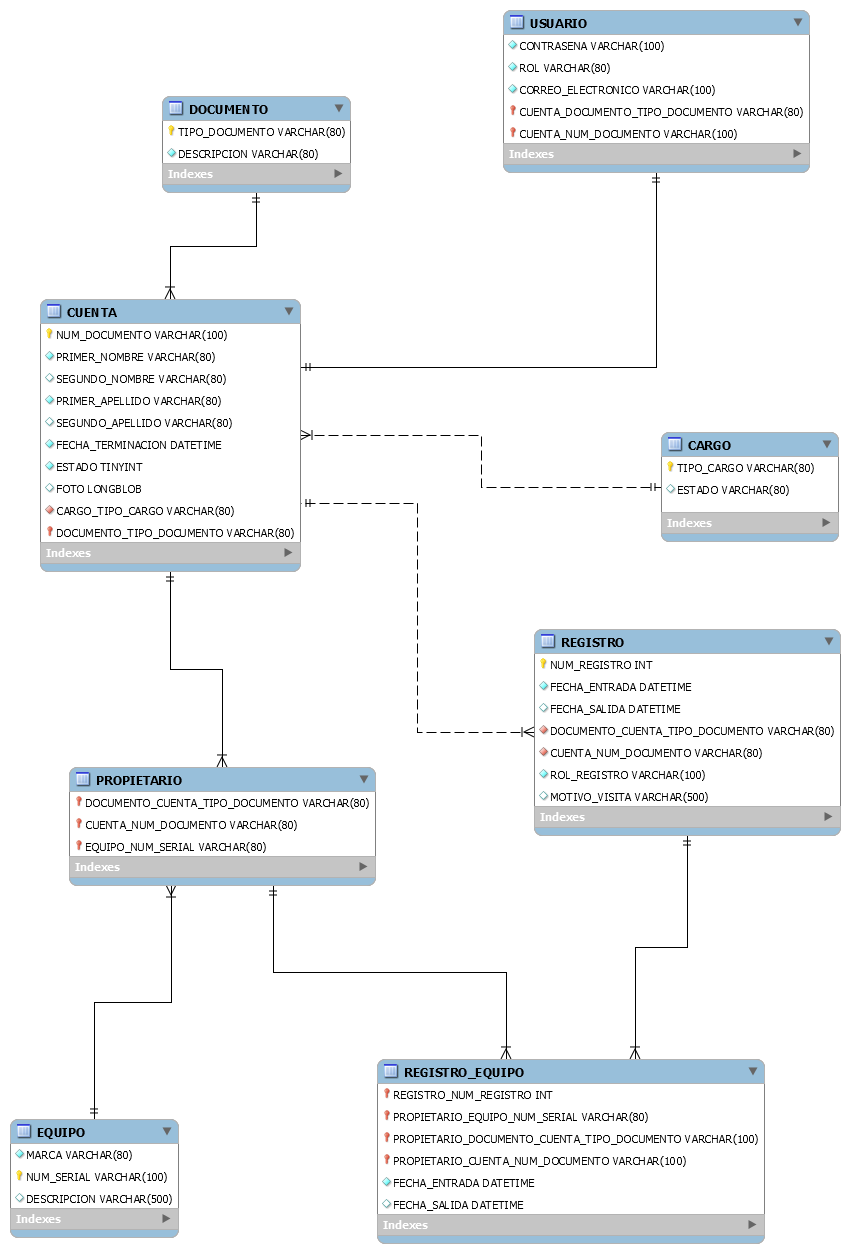 USUARIO
CONTRASENA VARCHAR(100)
ROL VARCHAR(80)
CORREO_ELECTRONICO VARCHAR(100)
CUENTA_DOCUMENTO_TIPO_DOCUMENTO VARCHAR(80)
CUENTA_NUM_DOCUMENTO VARCHAR(100)
Indexes
DOCUMENTO
TIPO_DOCUMENTO VARCHAR(80)
DESCRIPCION VARCHAR(80)
Indexes
CUENTA
NUM_DOCUMENTO VARCHAR(100)
PRIMER_NOMBRE VARCHAR(80)
SEGUNDO_NOMBRE VARCHAR(80)
PRIMER_APELLIDO VARCHAR(80)
SEGUNDO_APELLIDO VARCHAR(80)
FECHA_TERMINACION DATETIME
ESTADO TINYINT
FOTO LONGBLOB
CARGO_TIPO_CARGO VARCHAR(80)
DOCUMENTO_TIPO_DOCUMENTO VARCHAR(80)
Indexes
CARGO
TIPO_CARGO VARCHAR(80)
ESTADO VARCHAR(80)
Indexes
REGISTRO
NUM_REGISTRO INT
FECHA_ENTRADA DATETIME
FECHA_SALIDA DATETIME
DOCUMENTO_CUENTA_TIPO_DOCUMENTO VARCHAR(80)
CUENTA_NUM_DOCUMENTO VARCHAR(80)
ROL_REGISTRO VARCHAR(100)
MOTIVO_VISITA VARCHAR(500)
Indexes
PROPIETARIO
DOCUMENTO_CUENTA_TIPO_DOCUMENTO VARCHAR(80)
CUENTA_NUM_DOCUMENTO VARCHAR(80)
EQUIPO_NUM_SERIAL VARCHAR(80)
Indexes
REGISTRO_EQUIPO
REGISTRO_NUM_REGISTRO INT
PROPIETARIO_EQUIPO_NUM_SERIAL VARCHAR(80)
PROPIETARIO_DOCUMENTO_CUENTA_TIPO_DOCUMENTO VARCHAR(100)
PROPIETARIO_CUENTA_NUM_DOCUMENTO VARCHAR(100)
FECHA_ENTRADA DATETIME
FECHA_SALIDA DATETIME
Indexes
EQUIPO
MARCA VARCHAR(80)
NUM_SERIAL VARCHAR(100)
DESCRIPCION VARCHAR(500)
Indexes